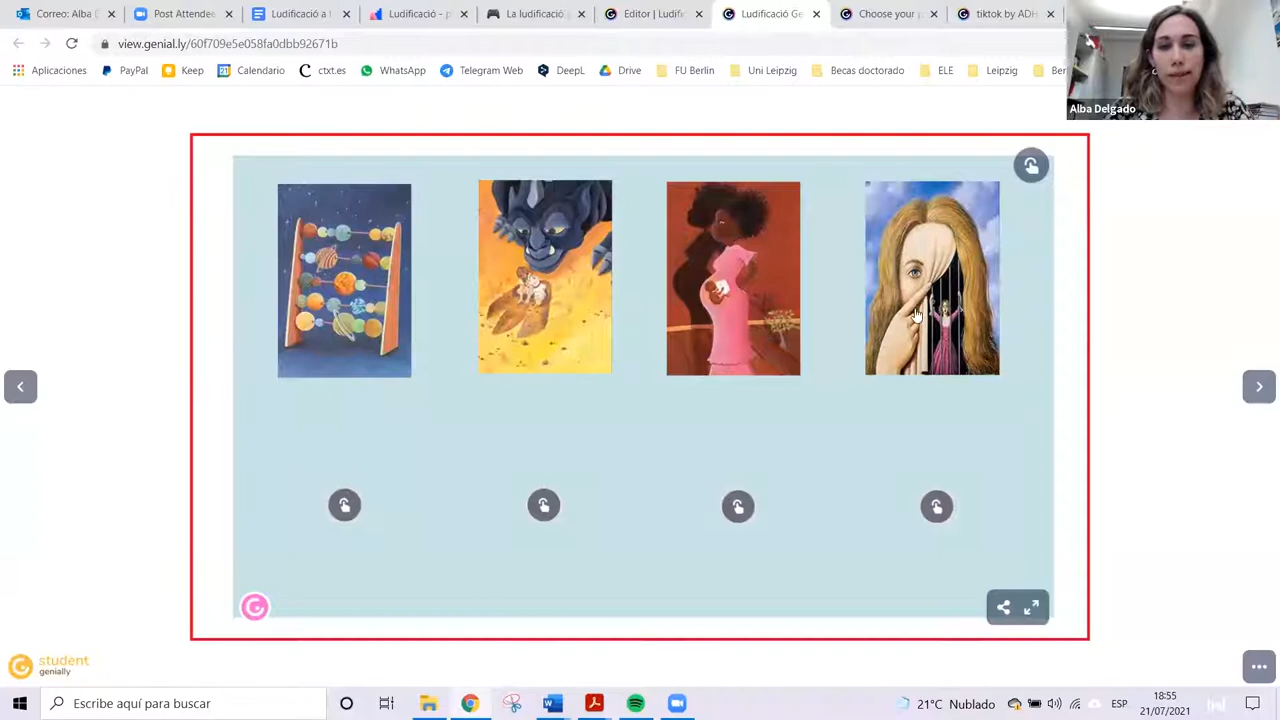 Correo: Alba D
Post Attendee
Ludificació a l
Ludificació - p
La ludificació
Editor | Ludifi
Ludificació Ge
Choose your p
tiktok by ADH
view.genial.ly/60f709e5e058fa0dbb92671b
Aplicaciones
PayPal
Keep
Calendario
ctxt.es
WhatsApp
Telegram Web
DeepL
Drive
FU Berlin
Uni Leipzig
Becas doctorado
ELE
Leipzig
Ber
Alba Delgado
student
genially
Escribe aquí para buscar
21°C Nublado
ESP
18:55
21/07/2021